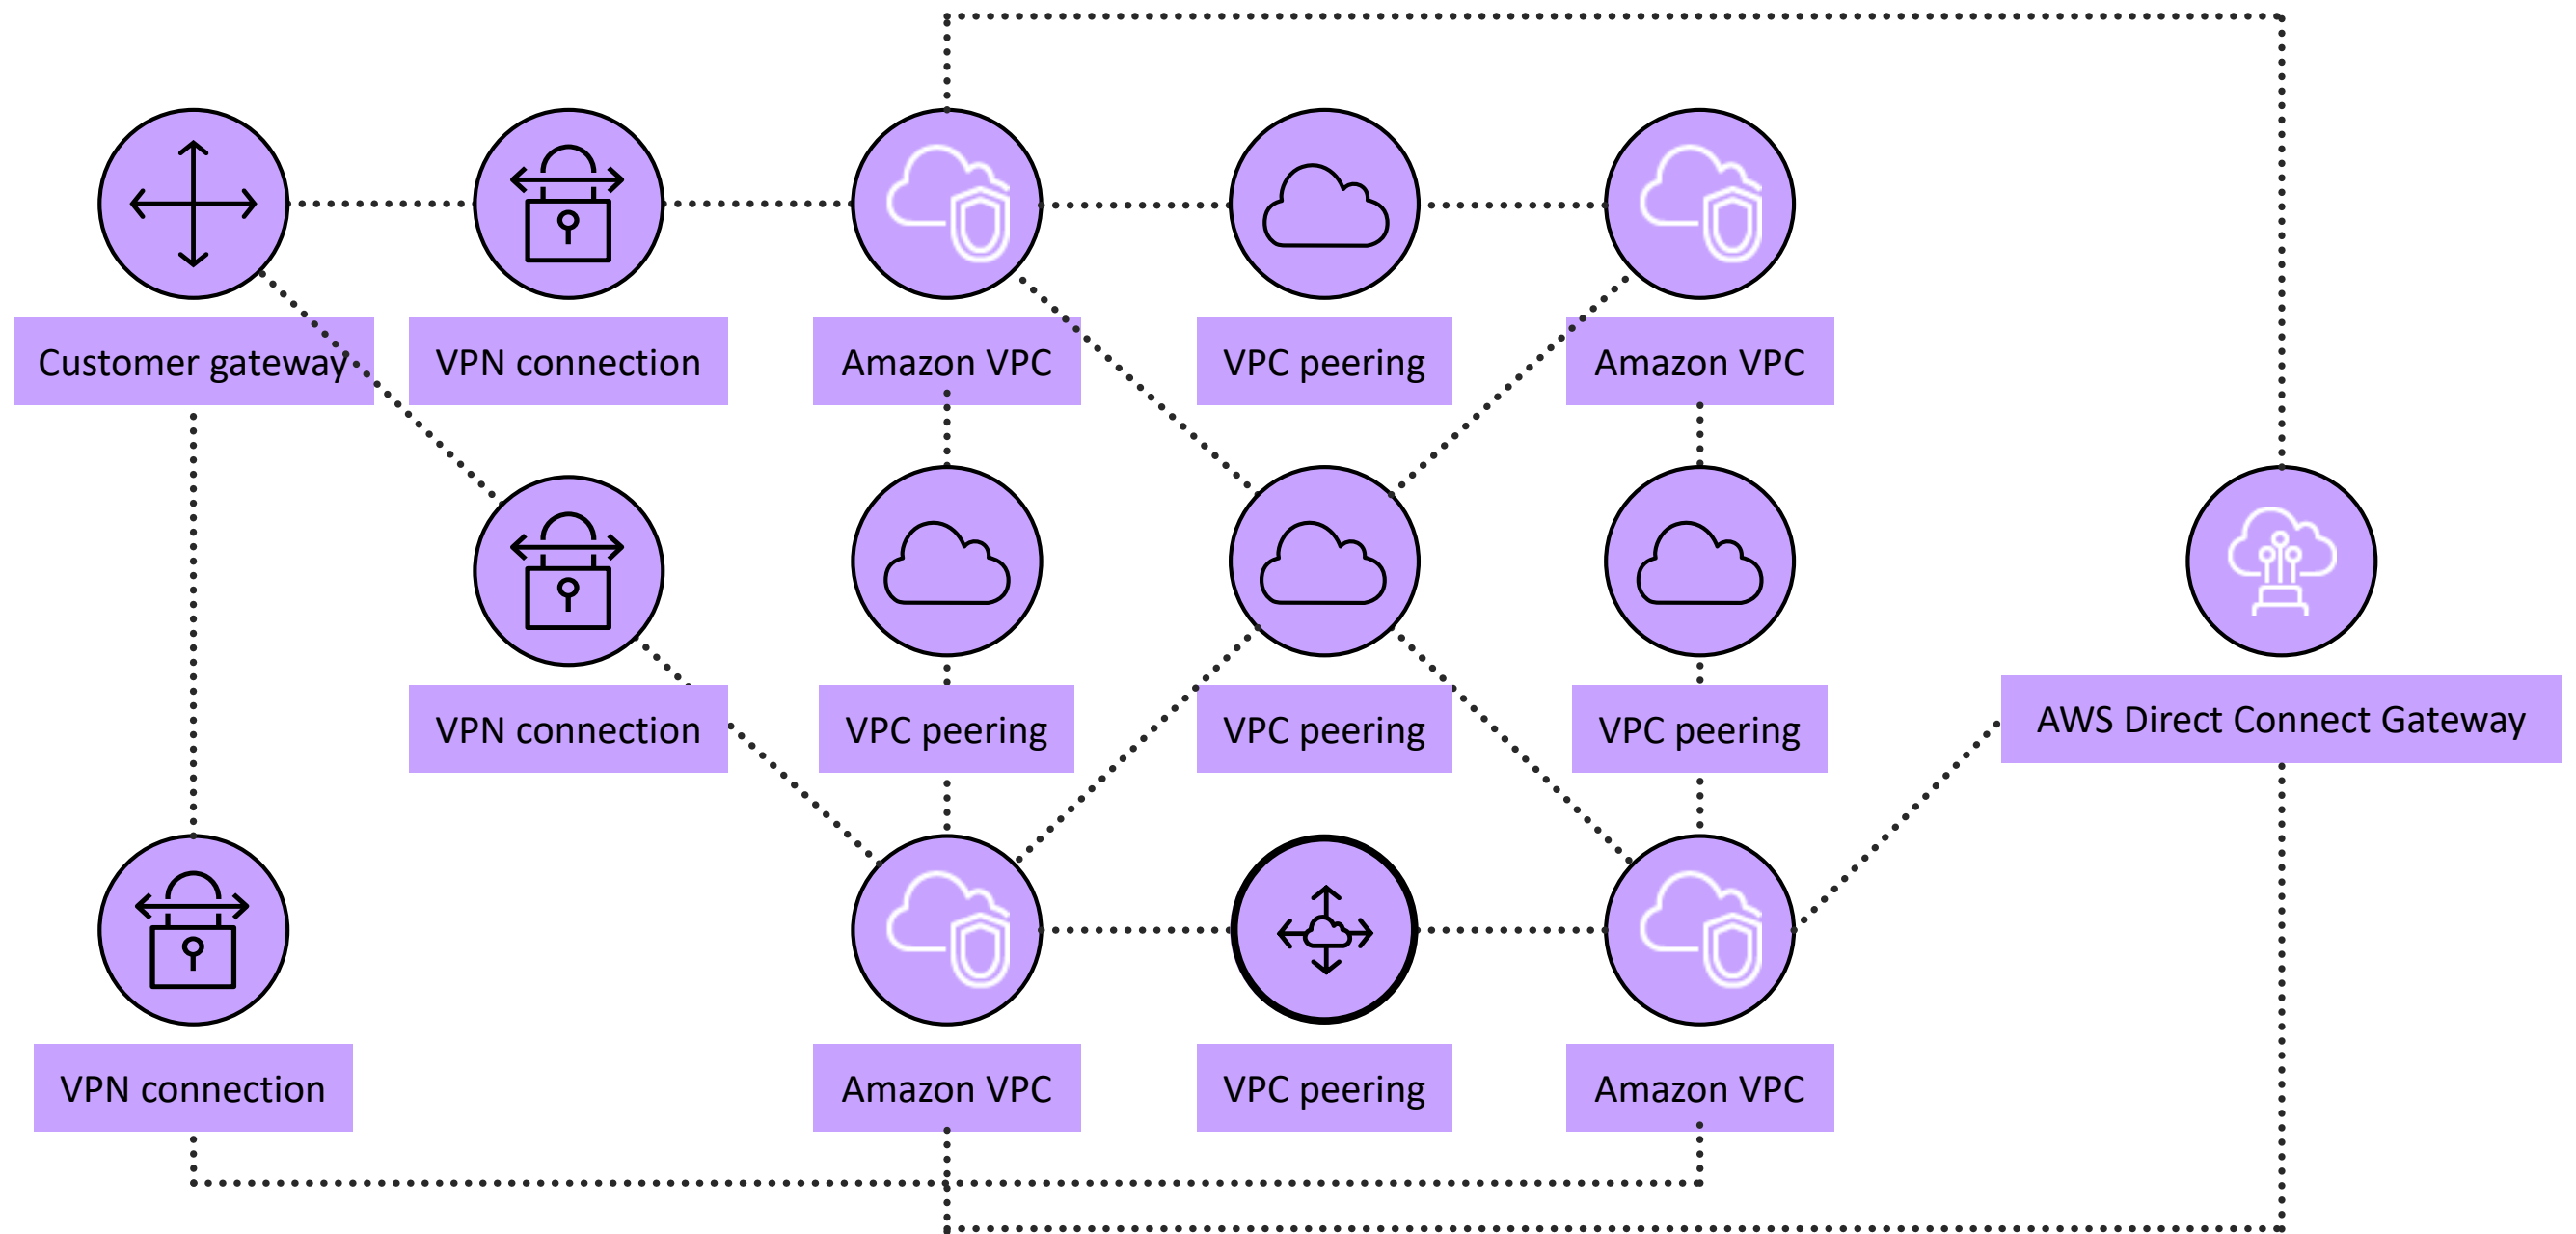 Customer gateway
VPN connection
Amazon VPC
VPC peering
Amazon VPC
VPN connection
VPC peering
VPC peering
VPC peering
AWS Direct Connect Gateway
VPN connection
Amazon VPC
VPC peering
Amazon VPC